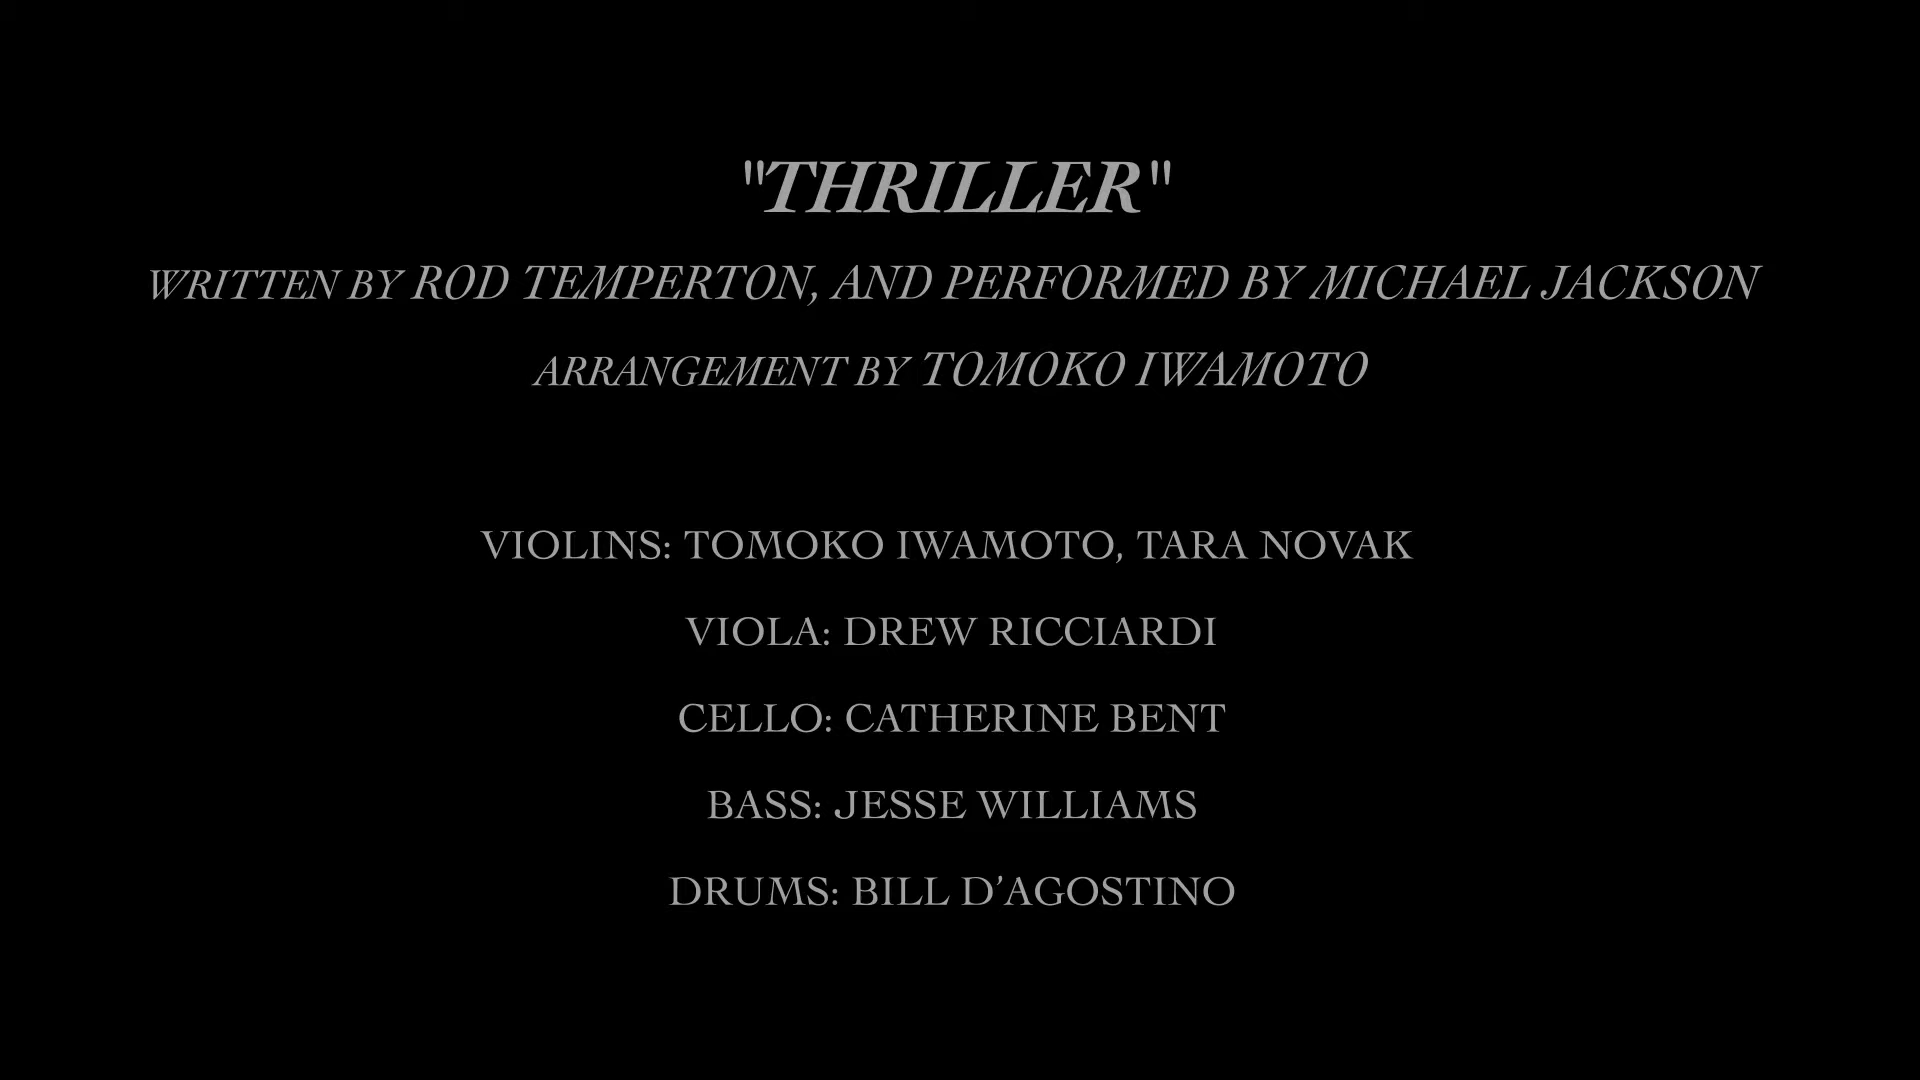 "THRILLER"
WRITTEN BY ROD TEMPERTON, AND PERFORMED BY MICHAEL JACKSON
ARRANGEMENT BY TOMOKO IWAMOTO
VIOLINS: TOMOKO IWAMOTO, TARA NOVAK
VIOLA: DREW RICCIARDI
CELLO: CATHERINE BENT
BASS: JESSE WILLIAMS
DRUMS: BILL D’AGOSTINO